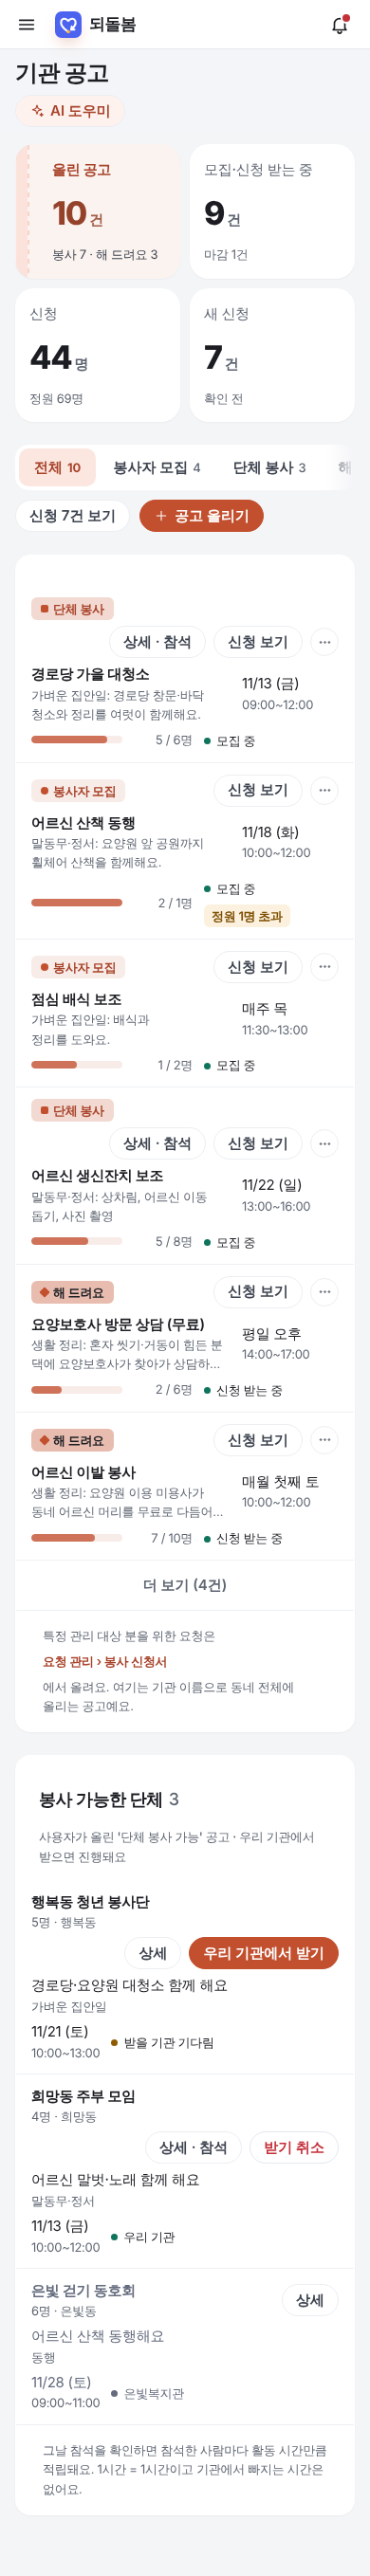 되돌봄
기관 공고
AI 도우미
올린 공고
10건
봉사 7 · 해 드려요 3
모집·신청 받는 중
9건
마감 1건
신청
44명
정원 69명
새 신청
7건
확인 전
전체 10 봉사자 모집 4 단체 봉사 3 해
신청 7건 보기 + 공고 올리기
단체 봉사
상세 · 참석 신청 보기 ···
경로당 가을 대청소
가벼운 집안일: 경로당 창문·바닥
청소와 정리를 여럿이 함께해요.
11/13 (금)
09:00~12:00
5 / 6명 모집 중
봉사자 모집 신청 보기 ···
어르신 산책 동행
말동무·정서: 요양원 앞 공원까지
휠체어 산책을 함께해요.
11/18 (화)
10:00~12:00
2 / 1명 모집 중
정원 1명 초과
봉사자 모집 신청 보기 ···
점심 배식 보조
가벼운 집안일: 배식과
정리를 도와요.
매주 목
11:30~13:00
1 / 2명 모집 중
단체 봉사
상세 · 참석 신청 보기 ···
어르신 생신잔치 보조
말동무·정서: 상차림, 어르신 이동
돕기, 사진 촬영
11/22 (일)
13:00~16:00
5 / 8명 모집 중
해 드려요 신청 보기 ···
요양보호사 방문 상담 (무료)
생활 정리: 혼자 씻기·거동이 힘든 분
댁에 요양보호사가 찾아가 상담하...
평일 오후
14:00~17:00
2 / 6명 신청 받는 중
해 드려요 신청 보기 ···
어르신 이발 봉사
생활 정리: 요양원 이용 미용사가
동네 어르신 머리를 무료로 다듬어...
매월 첫째 토
10:00~12:00
7 / 10명 신청 받는 중
더 보기 (4건)
특정 관리 대상 분을 위한 요청은
요청 관리 › 봉사 신청서
에서 올려요. 여기는 기관 이름으로 동네 전체에
올리는 공고예요.
봉사 가능한 단체 3
사용자가 올린 '단체 봉사 가능' 공고 · 우리 기관에서
받으면 진행돼요
행복동 청년 봉사단
5명 · 행복동
상세 우리 기관에서 받기
경로당·요양원 대청소 함께 해요
가벼운 집안일
11/21 (토)
10:00~13:00 받을 기관 기다림
희망동 주부 모임
4명 · 희망동
상세 · 참석 받기 취소
어르신 말벗·노래 함께 해요
말동무·정서
11/13 (금)
10:00~12:00 우리 기관
은빛 걷기 동호회
6명 · 은빛동
상세
어르신 산책 동행해요
동행
11/28 (토)
09:00~11:00 은빛복지관
그날 참석을 확인하면 참석한 사람마다 활동 시간만큼
적립돼요. 1시간 = 1시간이고 기관에서 빠지는 시간은
없어요.